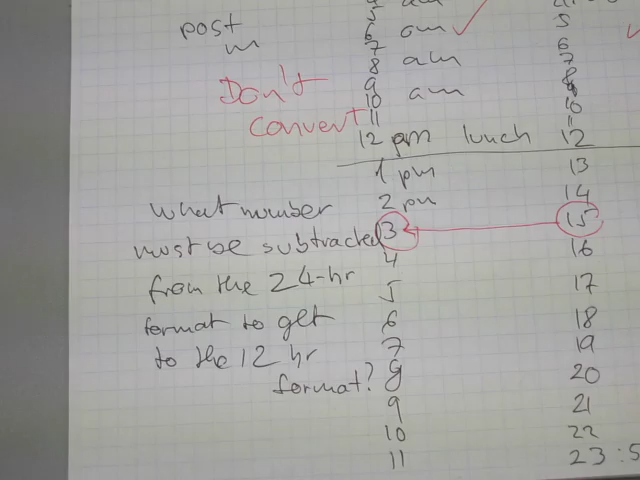 5
post 6 am 5
m 7 6
8 am 7
Don't 9 8
10 am 10
convert 11 11
12 pm lunch 12
1 pm 13
what number 2 pm 14
must be subtracted 3 15
4 16
from the 24-hr 5 17
format to get 6 18
to the 12 hr 7 19
format? 8 20
9 21
10 22
11 23:5